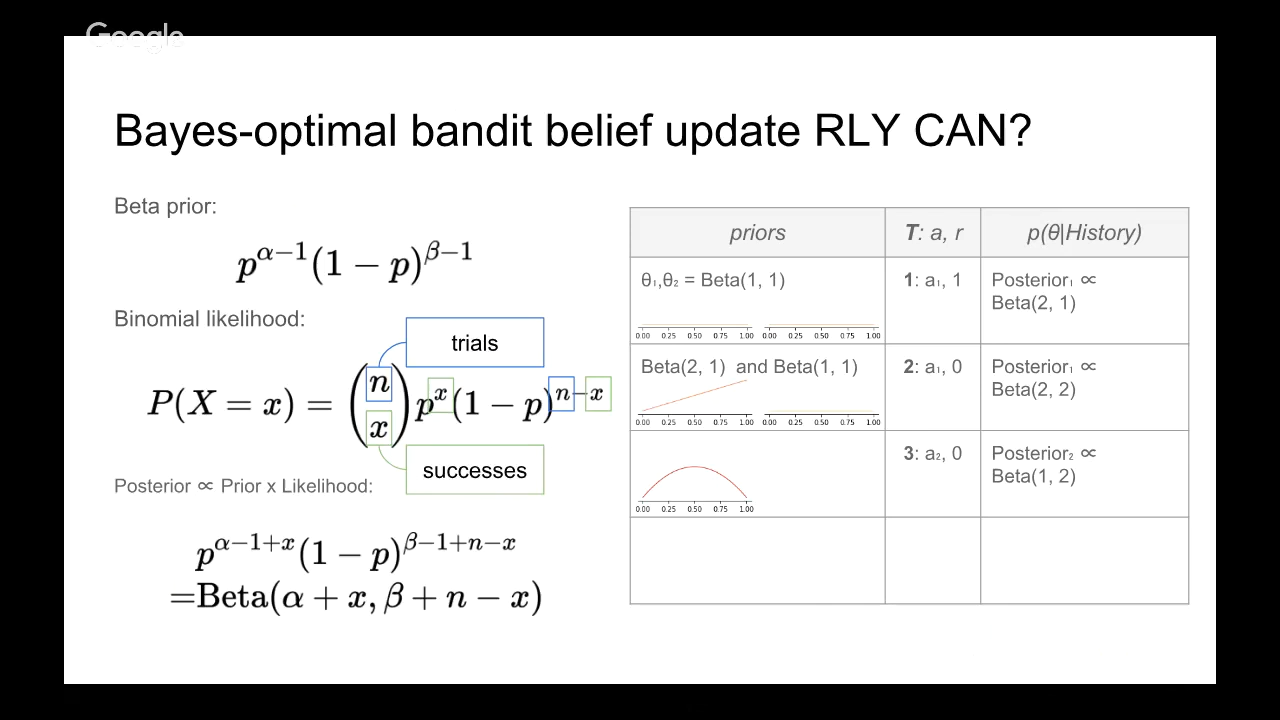 Google
Bayes-optimal bandit belief update RLY CAN?
Beta prior:
p^{α−1}(1 − p)^{β−1}
Binomial likelihood:
trials
P(X = x) = (n x) p^x (1 − p)^{n−x}
successes
Posterior ∝ Prior x Likelihood:
p^{α−1+x}(1 − p)^{β−1+n−x}
=Beta(α + x, β + n − x)
priors T: a, r p(θ|History)
θ₁,θ₂ = Beta(1, 1) 1: a₁, 1 Posterior₁ ∝
Beta(2, 1)
0.00 0.25 0.50 0.75 1.00 0.00 0.25 0.50 0.75 1.00
Beta(2, 1) and Beta(1, 1) 2: a₁, 0 Posterior₁ ∝
Beta(2, 2)
0.00 0.25 0.50 0.75 1.00 0.00 0.25 0.50 0.75 1.00
3: a₂, 0 Posterior₂ ∝
Beta(1, 2)
0.00 0.25 0.50 0.75 1.00